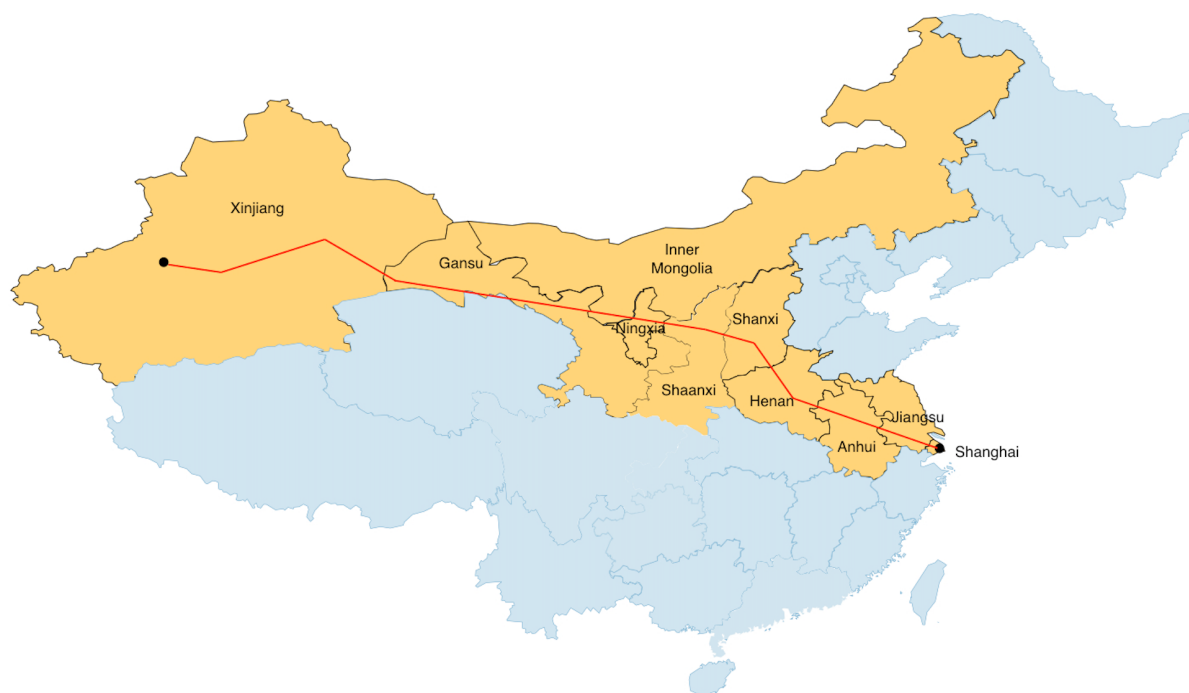 Xinjiang
Gansu
Inner
Mongolia
Ningxia
Shanxi
Shaanxi
Henan
Jiangsu
Anhui
Shanghai